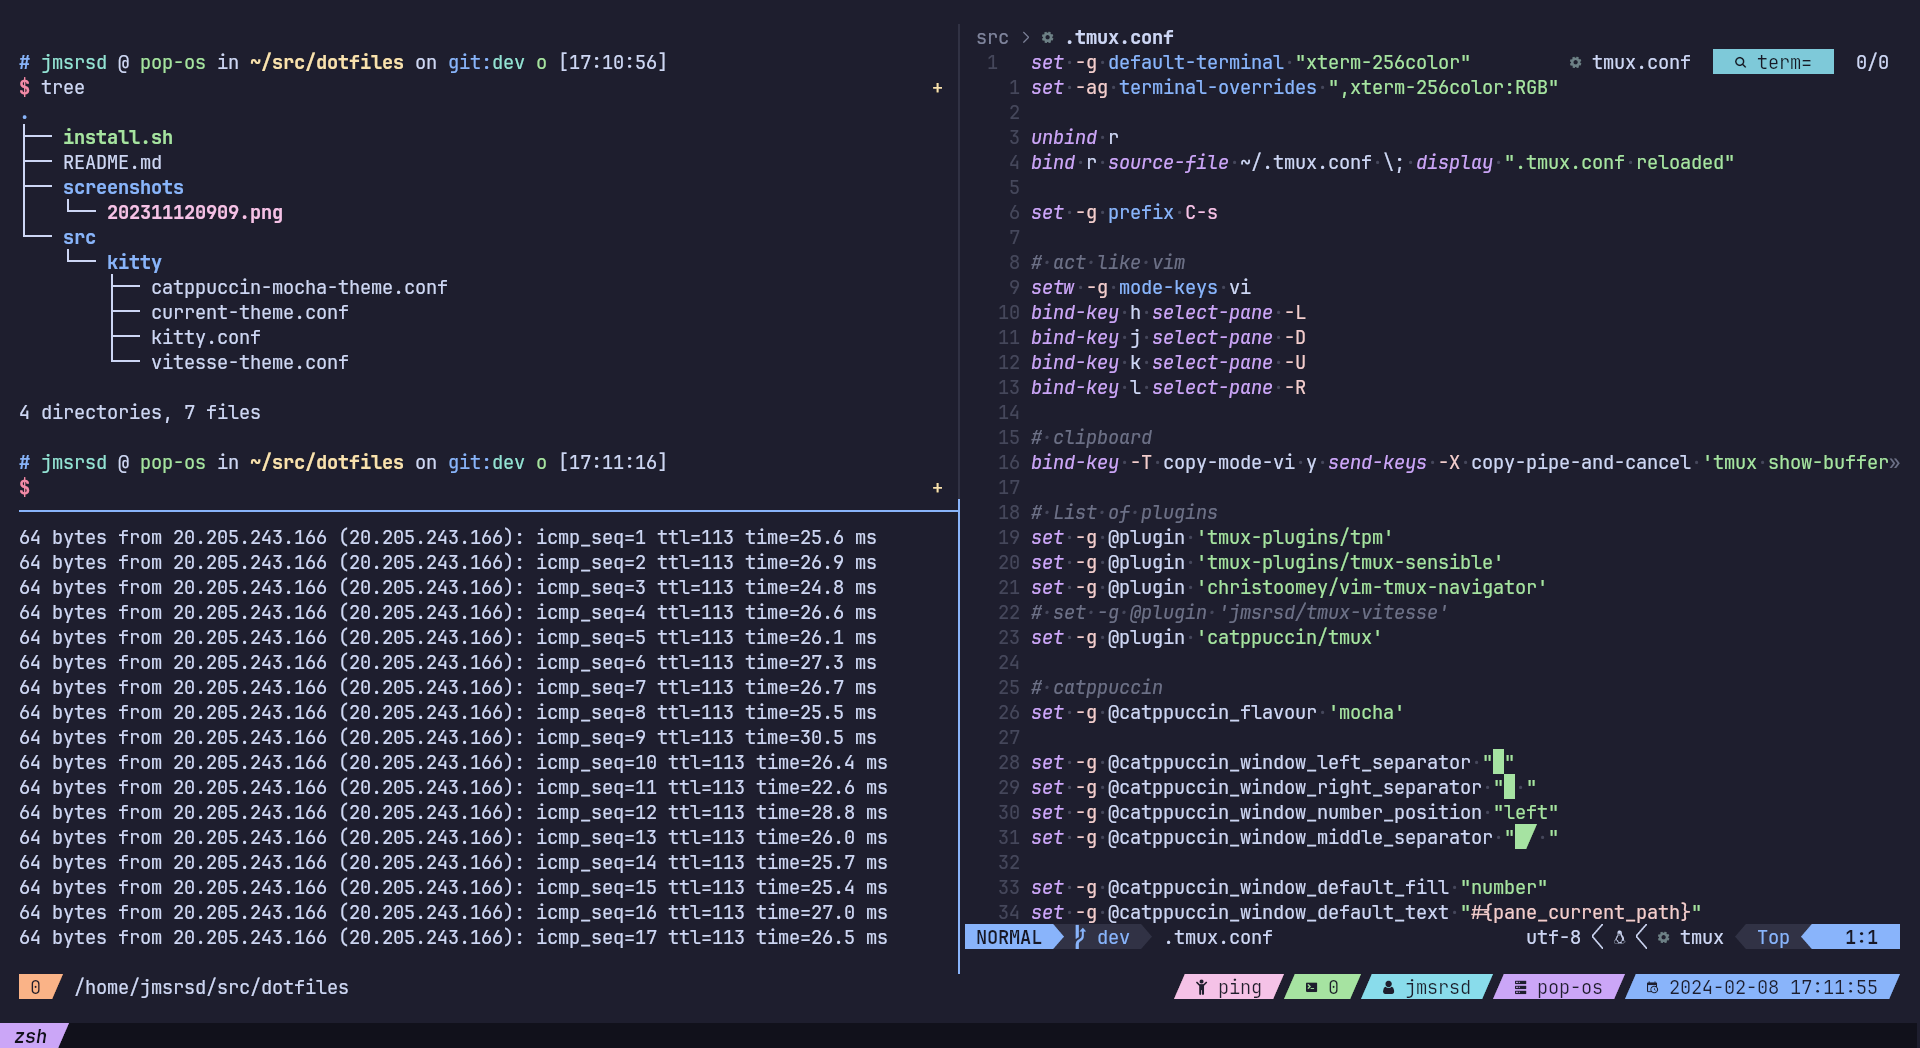 # jmsrsd @ pop-os in ~/src/dotfiles on git:dev o [17:10:56]
$ tree +
.
├── install.sh
├── README.md
├── screenshots
│   └── 202311120909.png
└── src
    └── kitty
        ├── catppuccin-mocha-theme.conf
        ├── current-theme.conf
        ├── kitty.conf
        └── vitesse-theme.conf
4 directories, 7 files
# jmsrsd @ pop-os in ~/src/dotfiles on git:dev o [17:11:16]
$ +
64 bytes from 20.205.243.166 (20.205.243.166): icmp_seq=1 ttl=113 time=25.6 ms
64 bytes from 20.205.243.166 (20.205.243.166): icmp_seq=2 ttl=113 time=26.9 ms
64 bytes from 20.205.243.166 (20.205.243.166): icmp_seq=3 ttl=113 time=24.8 ms
64 bytes from 20.205.243.166 (20.205.243.166): icmp_seq=4 ttl=113 time=26.6 ms
64 bytes from 20.205.243.166 (20.205.243.166): icmp_seq=5 ttl=113 time=26.1 ms
64 bytes from 20.205.243.166 (20.205.243.166): icmp_seq=6 ttl=113 time=27.3 ms
64 bytes from 20.205.243.166 (20.205.243.166): icmp_seq=7 ttl=113 time=26.7 ms
64 bytes from 20.205.243.166 (20.205.243.166): icmp_seq=8 ttl=113 time=25.5 ms
64 bytes from 20.205.243.166 (20.205.243.166): icmp_seq=9 ttl=113 time=30.5 ms
64 bytes from 20.205.243.166 (20.205.243.166): icmp_seq=10 ttl=113 time=26.4 ms
64 bytes from 20.205.243.166 (20.205.243.166): icmp_seq=11 ttl=113 time=22.6 ms
64 bytes from 20.205.243.166 (20.205.243.166): icmp_seq=12 ttl=113 time=28.8 ms
64 bytes from 20.205.243.166 (20.205.243.166): icmp_seq=13 ttl=113 time=26.0 ms
64 bytes from 20.205.243.166 (20.205.243.166): icmp_seq=14 ttl=113 time=25.7 ms
64 bytes from 20.205.243.166 (20.205.243.166): icmp_seq=15 ttl=113 time=25.4 ms
64 bytes from 20.205.243.166 (20.205.243.166): icmp_seq=16 ttl=113 time=27.0 ms
64 bytes from 20.205.243.166 (20.205.243.166): icmp_seq=17 ttl=113 time=26.5 ms
src > .tmux.conf
1 set -g default-terminal "xterm-256color" tmux.conf term= 0/0
1 set -ag terminal-overrides ",xterm-256color:RGB"
2
3 unbind r
4 bind r source-file ~/.tmux.conf \; display ".tmux.conf reloaded"
5
6 set -g prefix C-s
7
8 # act like vim
9 setw -g mode-keys vi
10 bind-key h select-pane -L
11 bind-key j select-pane -D
12 bind-key k select-pane -U
13 bind-key l select-pane -R
14
15 # clipboard
16 bind-key -T copy-mode-vi y send-keys -X copy-pipe-and-cancel 'tmux show-buffer»
17
18 # List of plugins
19 set -g @plugin 'tmux-plugins/tpm'
20 set -g @plugin 'tmux-plugins/tmux-sensible'
21 set -g @plugin 'christoomey/vim-tmux-navigator'
22 # set -g @plugin 'jmsrsd/tmux-vitesse'
23 set -g @plugin 'catppuccin/tmux'
24
25 # catppuccin
26 set -g @catppuccin_flavour 'mocha'
27
28 set -g @catppuccin_window_left_separator "█"
29 set -g @catppuccin_window_right_separator "█ "
30 set -g @catppuccin_window_number_position "left"
31 set -g @catppuccin_window_middle_separator "█ "
32
33 set -g @catppuccin_window_default_fill "number"
34 set -g @catppuccin_window_default_text "#{pane_current_path}"
NORMAL dev .tmux.conf utf-8 < < tmux Top 1:1
0 /home/jmsrsd/src/dotfiles ping 0 jmsrsd pop-os 2024-02-08 17:11:55
zsh